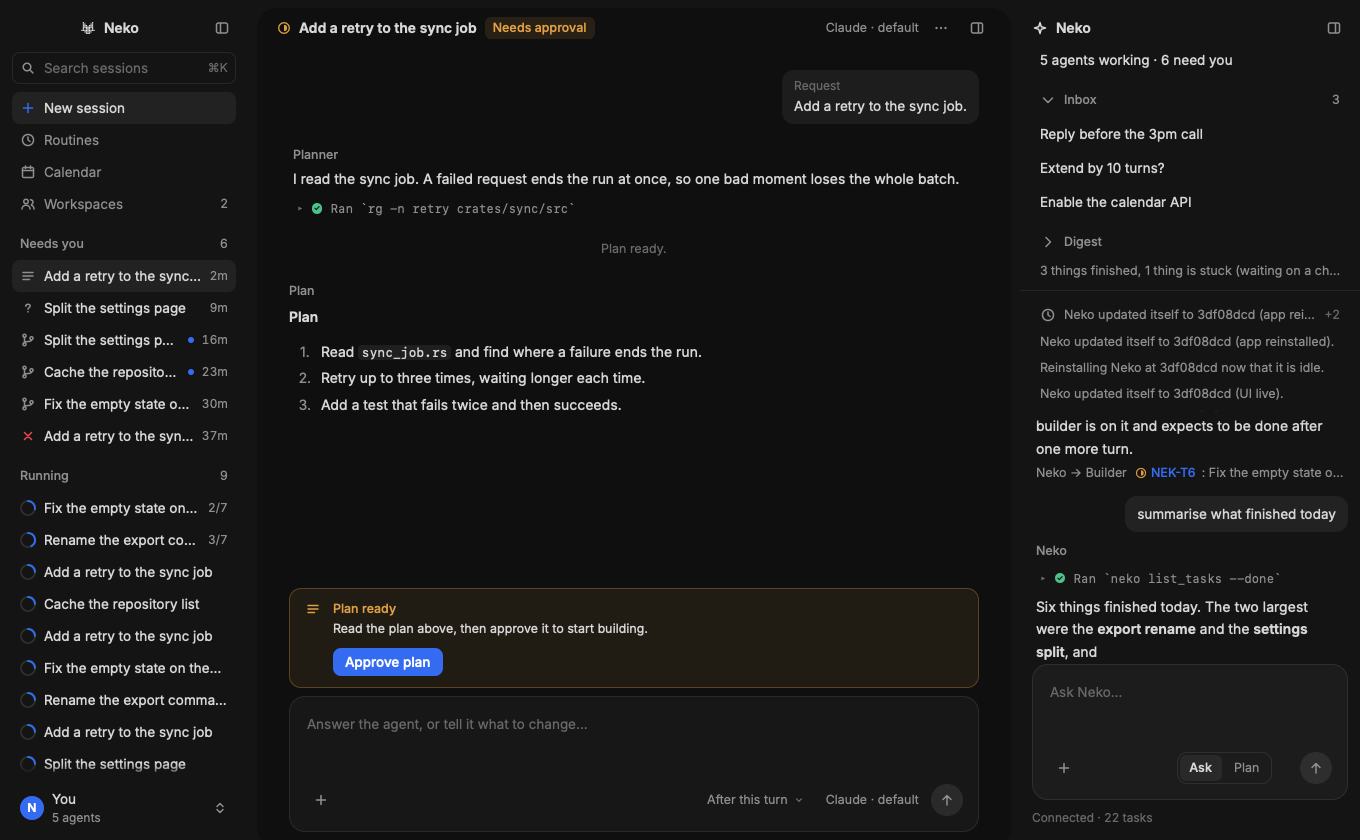 Neko
Search sessions ⌘K
New session
Routines
Calendar
Workspaces 2
Needs you 6
Add a retry to the sync... 2m
? Split the settings page 9m
Split the settings p... 16m
Cache the reposito... 23m
Fix the empty state o... 30m
Add a retry to the syn... 37m
Running 9
Fix the empty state on... 2/7
Rename the export co... 3/7
Add a retry to the sync job
Cache the repository list
Add a retry to the sync job
Fix the empty state on the...
Rename the export comma...
Add a retry to the sync job
Split the settings page
N
You
5 agents
Add a retry to the sync job Needs approval Claude · default ...
Request
Add a retry to the sync job.
Planner
I read the sync job. A failed request ends the run at once, so one bad moment loses the whole batch.
Ran `rg -n retry crates/sync/src`
Plan ready.
Plan
Plan
1. Read sync_job.rs and find where a failure ends the run.
2. Retry up to three times, waiting longer each time.
3. Add a test that fails twice and then succeeds.
Plan ready
Read the plan above, then approve it to start building.
Approve plan
Answer the agent, or tell it what to change...
+ After this turn Claude · default
Neko
5 agents working · 6 need you
Inbox 3
Reply before the 3pm call
Extend by 10 turns?
Enable the calendar API
Digest
3 things finished, 1 thing is stuck (waiting on a ch...
Neko updated itself to 3df08dcd (app rei... +2
Neko updated itself to 3df08dcd (app reinstalled).
Reinstalling Neko at 3df08dcd now that it is idle.
Neko updated itself to 3df08dcd (UI live).
builder is on it and expects to be done after
one more turn.
Neko → Builder NEK-T6 : Fix the empty state o...
summarise what finished today
Neko
Ran `neko list_tasks --done`
Six things finished today. The two largest
were the export rename and the settings
split, and
Ask Neko...
+ Ask Plan
Connected · 22 tasks